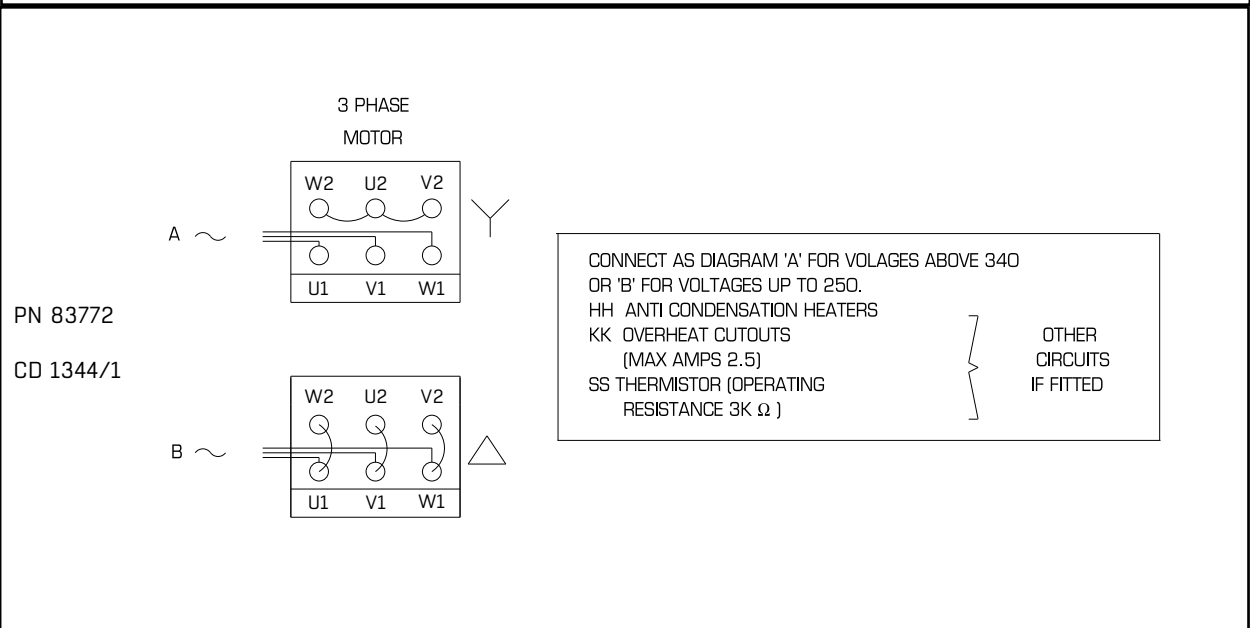 3 PHASE
MOTOR
W2 U2 V2
A
U1 V1 W1
PN 83772
CD 1344/1
W2 U2 V2
B
U1 V1 W1
CONNECT AS DIAGRAM 'A' FOR VOLAGES ABOVE 340
OR 'B' FOR VOLTAGES UP TO 250.
HH ANTI CONDENSATION HEATERS
KK OVERHEAT CUTOUTS
(MAX AMPS 2.5)
SS THERMISTOR (OPERATING
RESISTANCE 3K Ω )
OTHER
CIRCUITS
IF FITTED